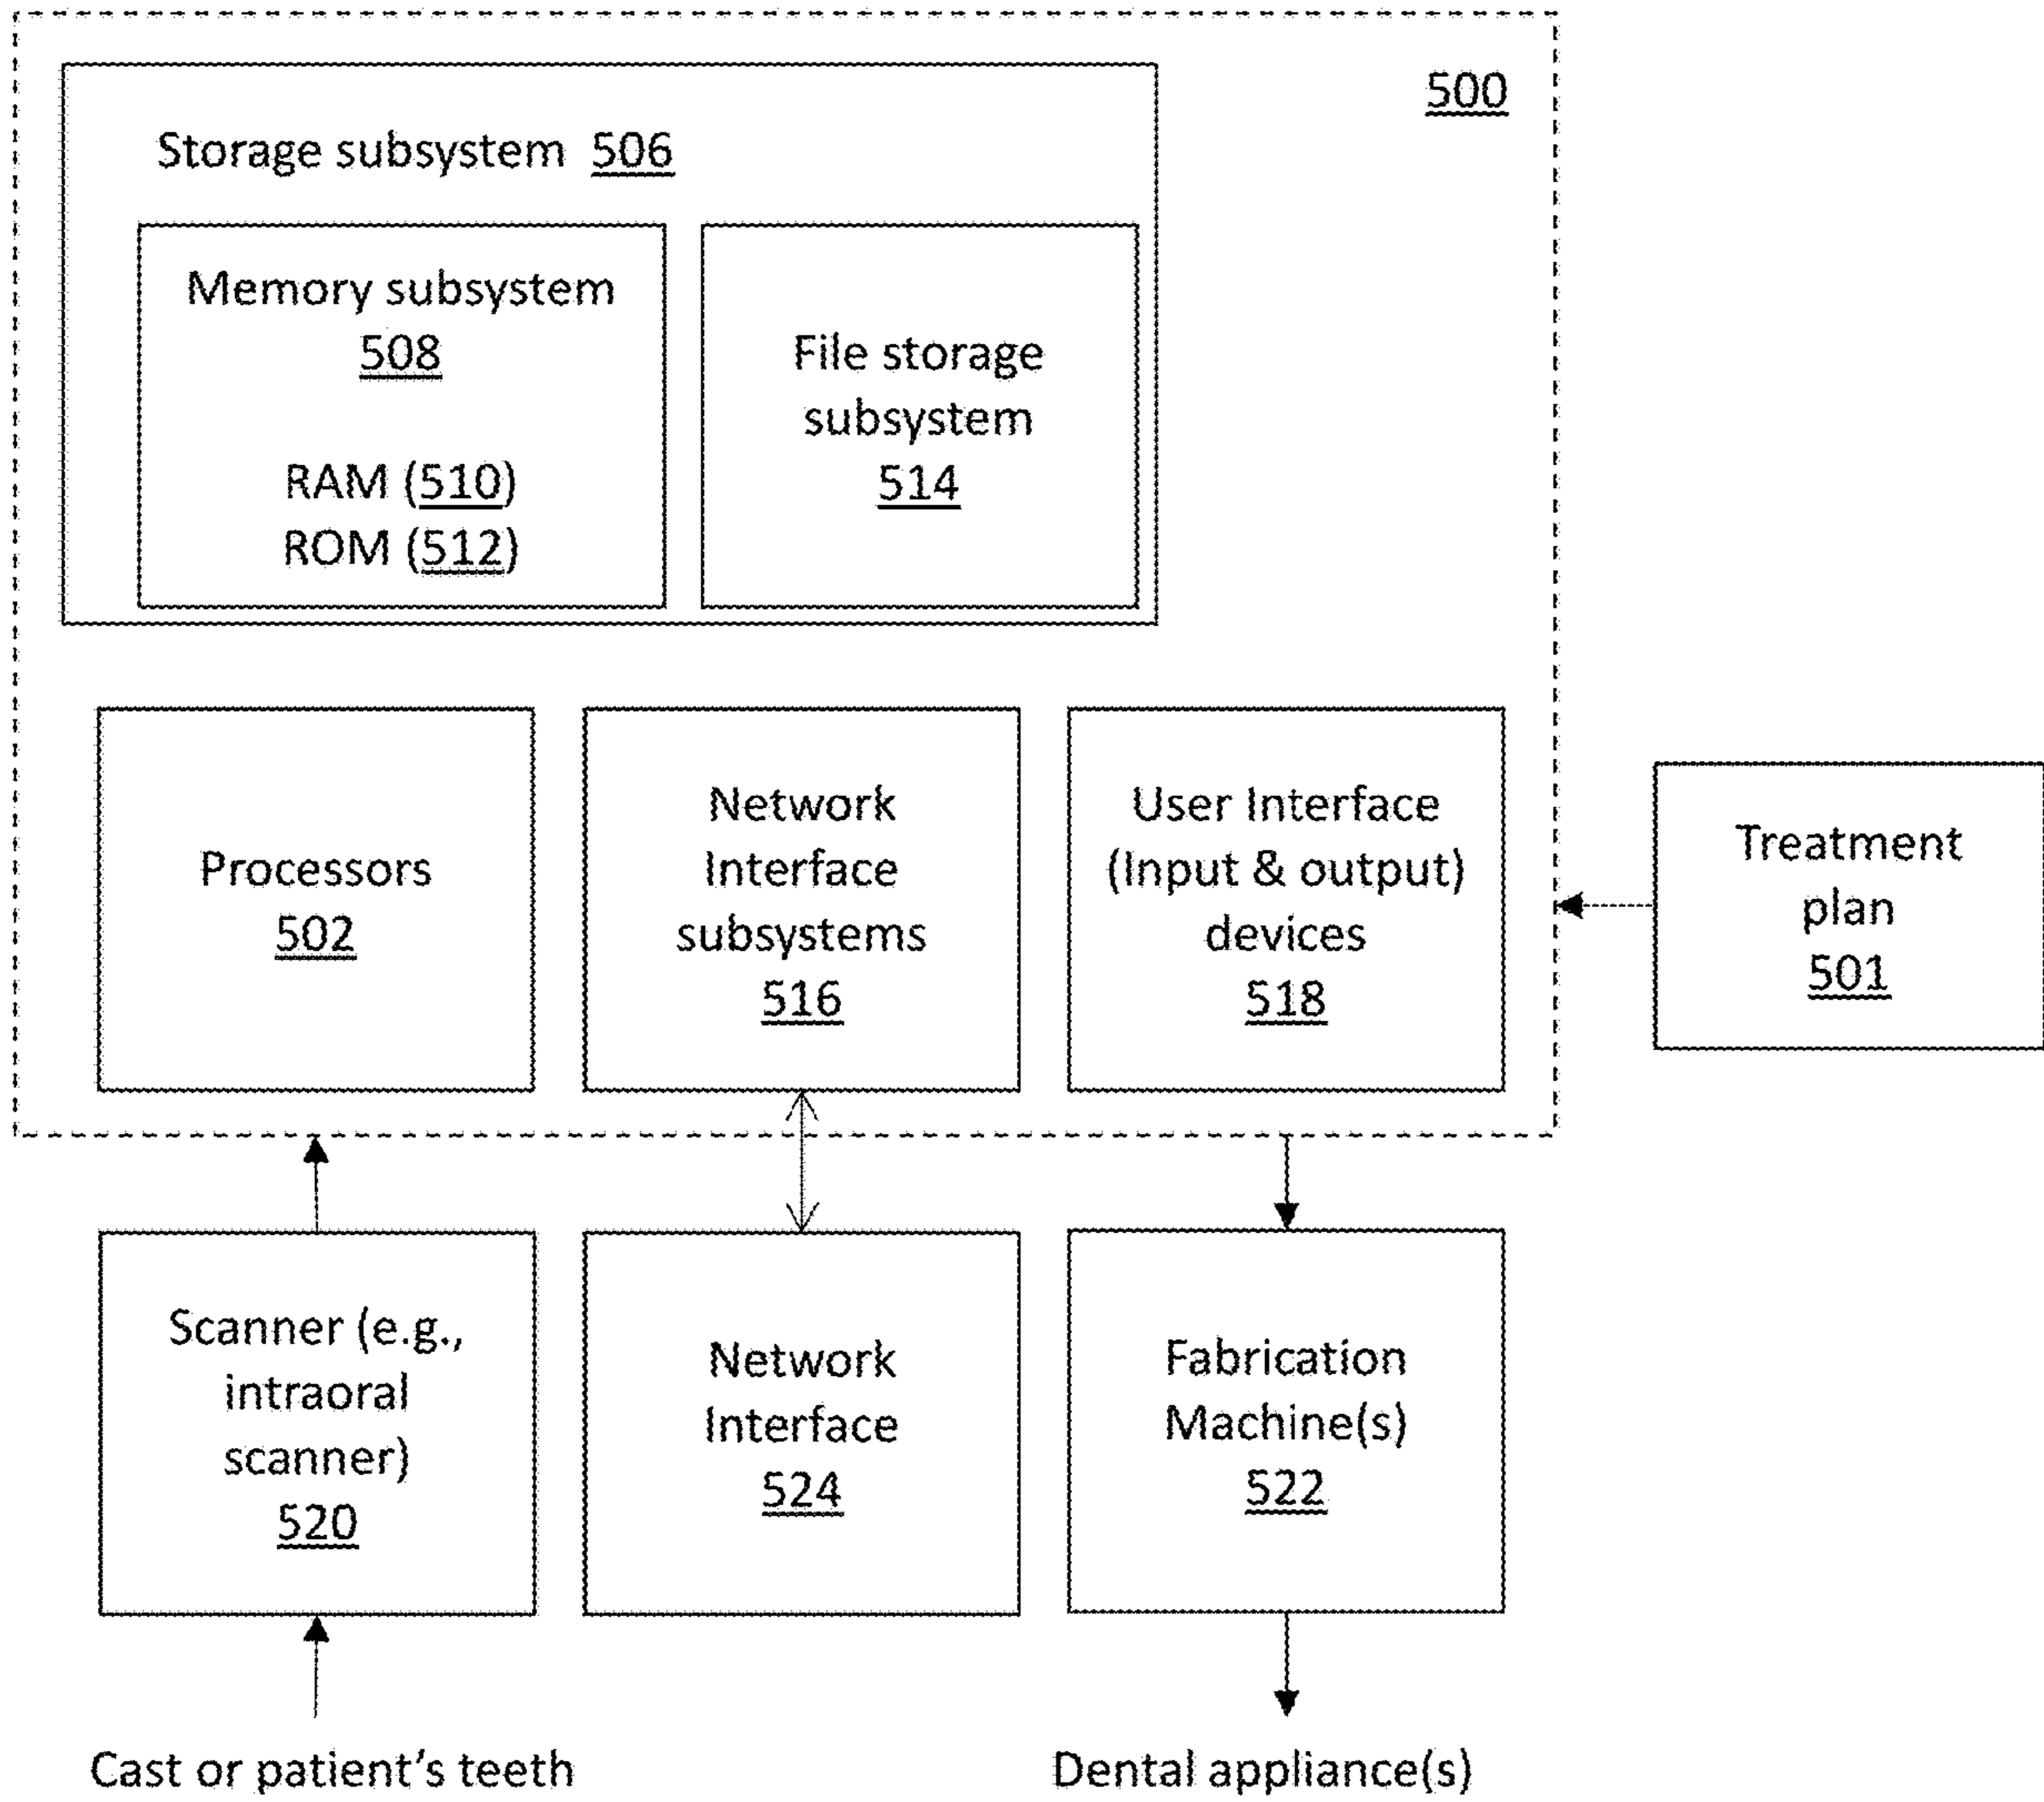 500
Storage subsystem 506
Memory subsystem
508
RAM (510)
ROM (512)
File storage
subsystem
514
Processors
502
Network
Interface
subsystems
516
User Interface
(Input & output)
devices
518
Treatment
plan
501
Scanner (e.g.,
intraoral
scanner)
520
Network
Interface
524
Fabrication
Machine(s)
522
Cast or patient's teeth
Dental appliance(s)